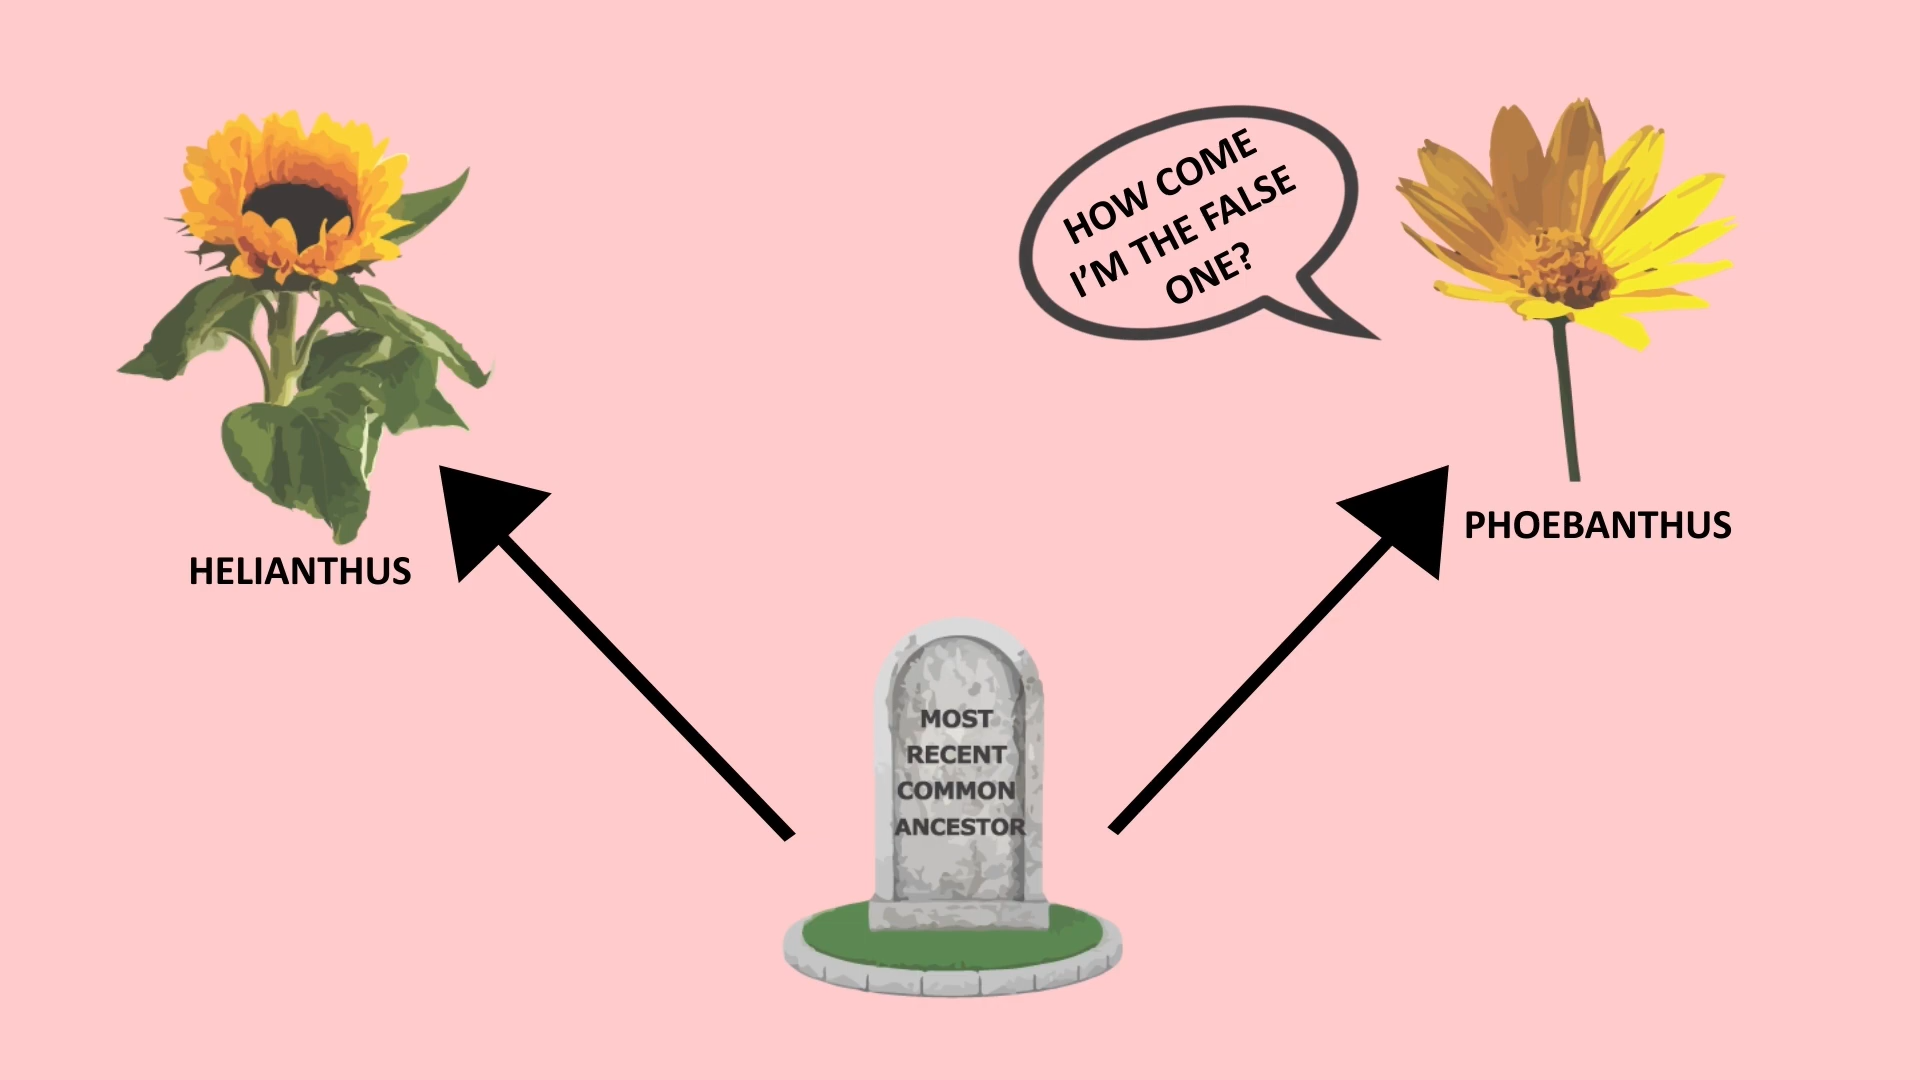 HOW COME
I'M THE FALSE
ONE?
HELIANTHUS
PHOEBANTHUS
MOST
RECENT
COMMON
ANCESTOR